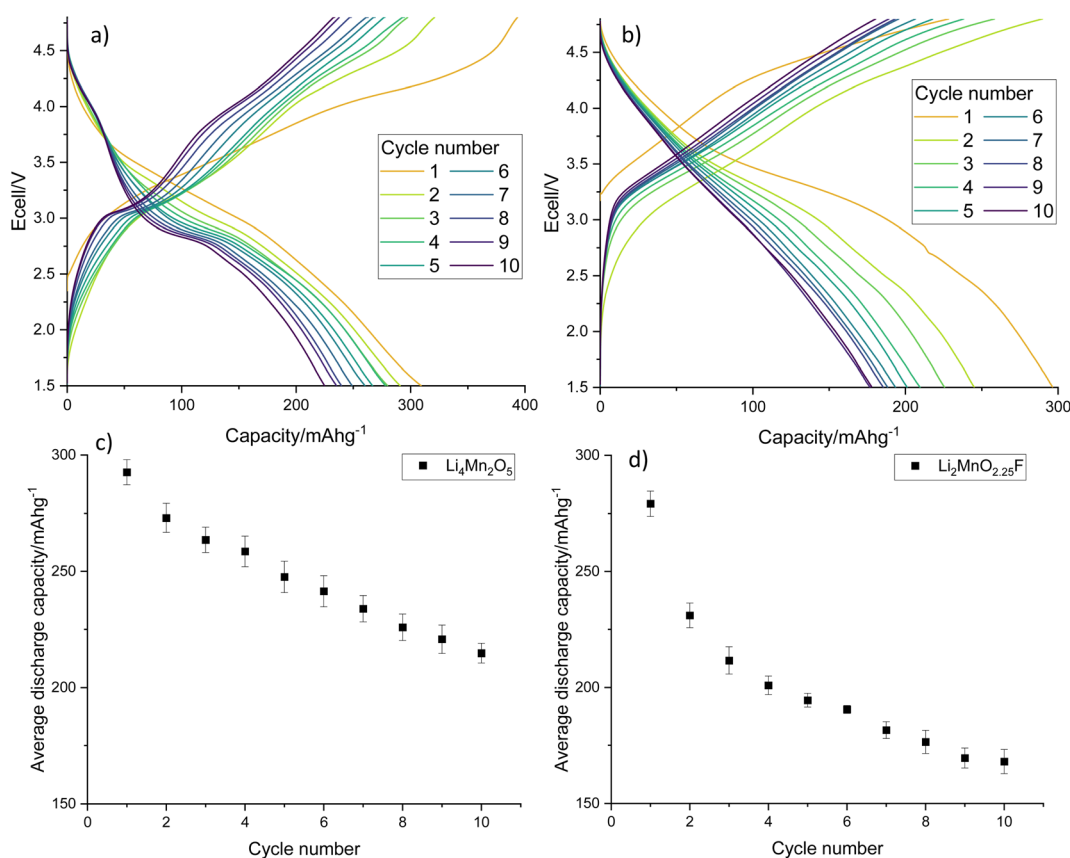 a)
4.5
4.0
3.5
3.0
2.5
2.0
1.5
Ecell/V
0 100 200 300 400
Capacity/mAhg⁻¹
Cycle number
1 6
2 7
3 8
4 9
5 10
b)
4.5
4.0
3.5
3.0
2.5
2.0
1.5
Ecell/V
0 50 100 150 200 250 300
Capacity/mAhg⁻¹
Cycle number
1 6
2 7
3 8
4 9
5 10
c)
300
250
200
150
Average discharge capacity/mAhg⁻¹
0 2 4 6 8 10
Cycle number
Li₄Mn₂O₅
d)
300
250
200
150
Average discharge capacity/mAhg⁻¹
0 2 4 6 8 10
Cycle number
Li₂MnO₂.₂₅F